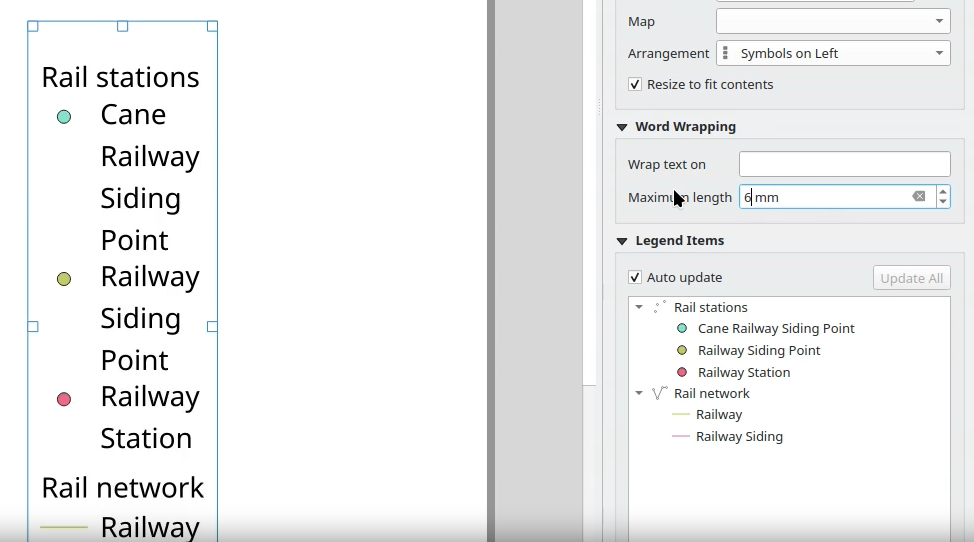 Rail stations
Cane
Railway
Siding
Point
Railway
Siding
Point
Railway
Station
Rail network
Railway
Map
Arrangement Symbols on Left
Resize to fit contents
Word Wrapping
Wrap text on
Maximum length 6 mm
Legend Items
Auto update Update All
Rail stations
Cane Railway Siding Point
Railway Siding Point
Railway Station
Rail network
Railway
Railway Siding